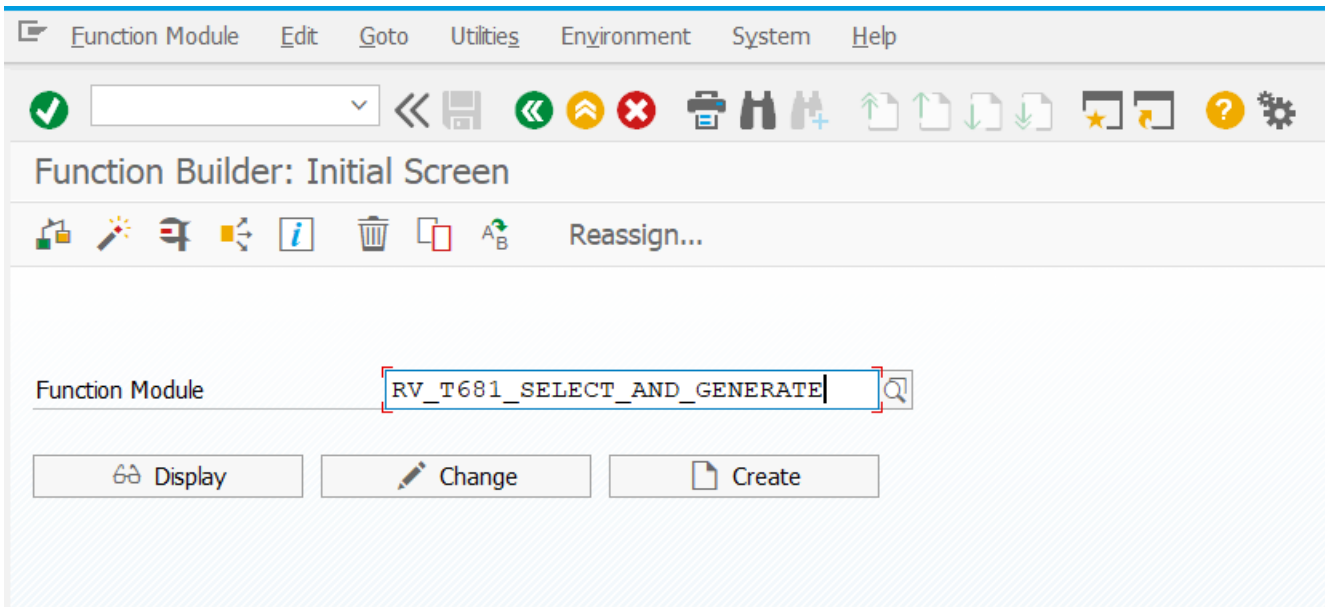 Function Module Edit Goto Utilities Environment System Help
Function Builder: Initial Screen
A B Reassign...
Function Module RV_T681_SELECT_AND_GENERATE
Display Change Create